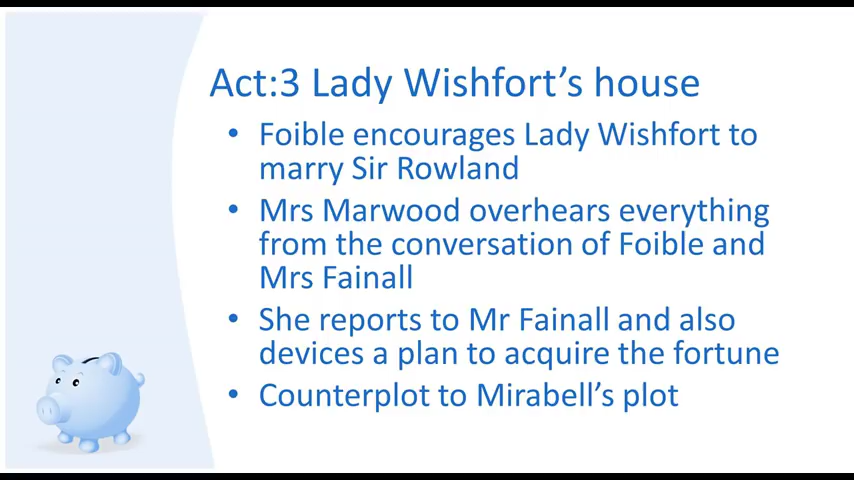 Act:3 Lady Wishfort’s house
• Foible encourages Lady Wishfort to
marry Sir Rowland
• Mrs Marwood overhears everything
from the conversation of Foible and
Mrs Fainall
• She reports to Mr Fainall and also
devices a plan to acquire the fortune
• Counterplot to Mirabell’s plot